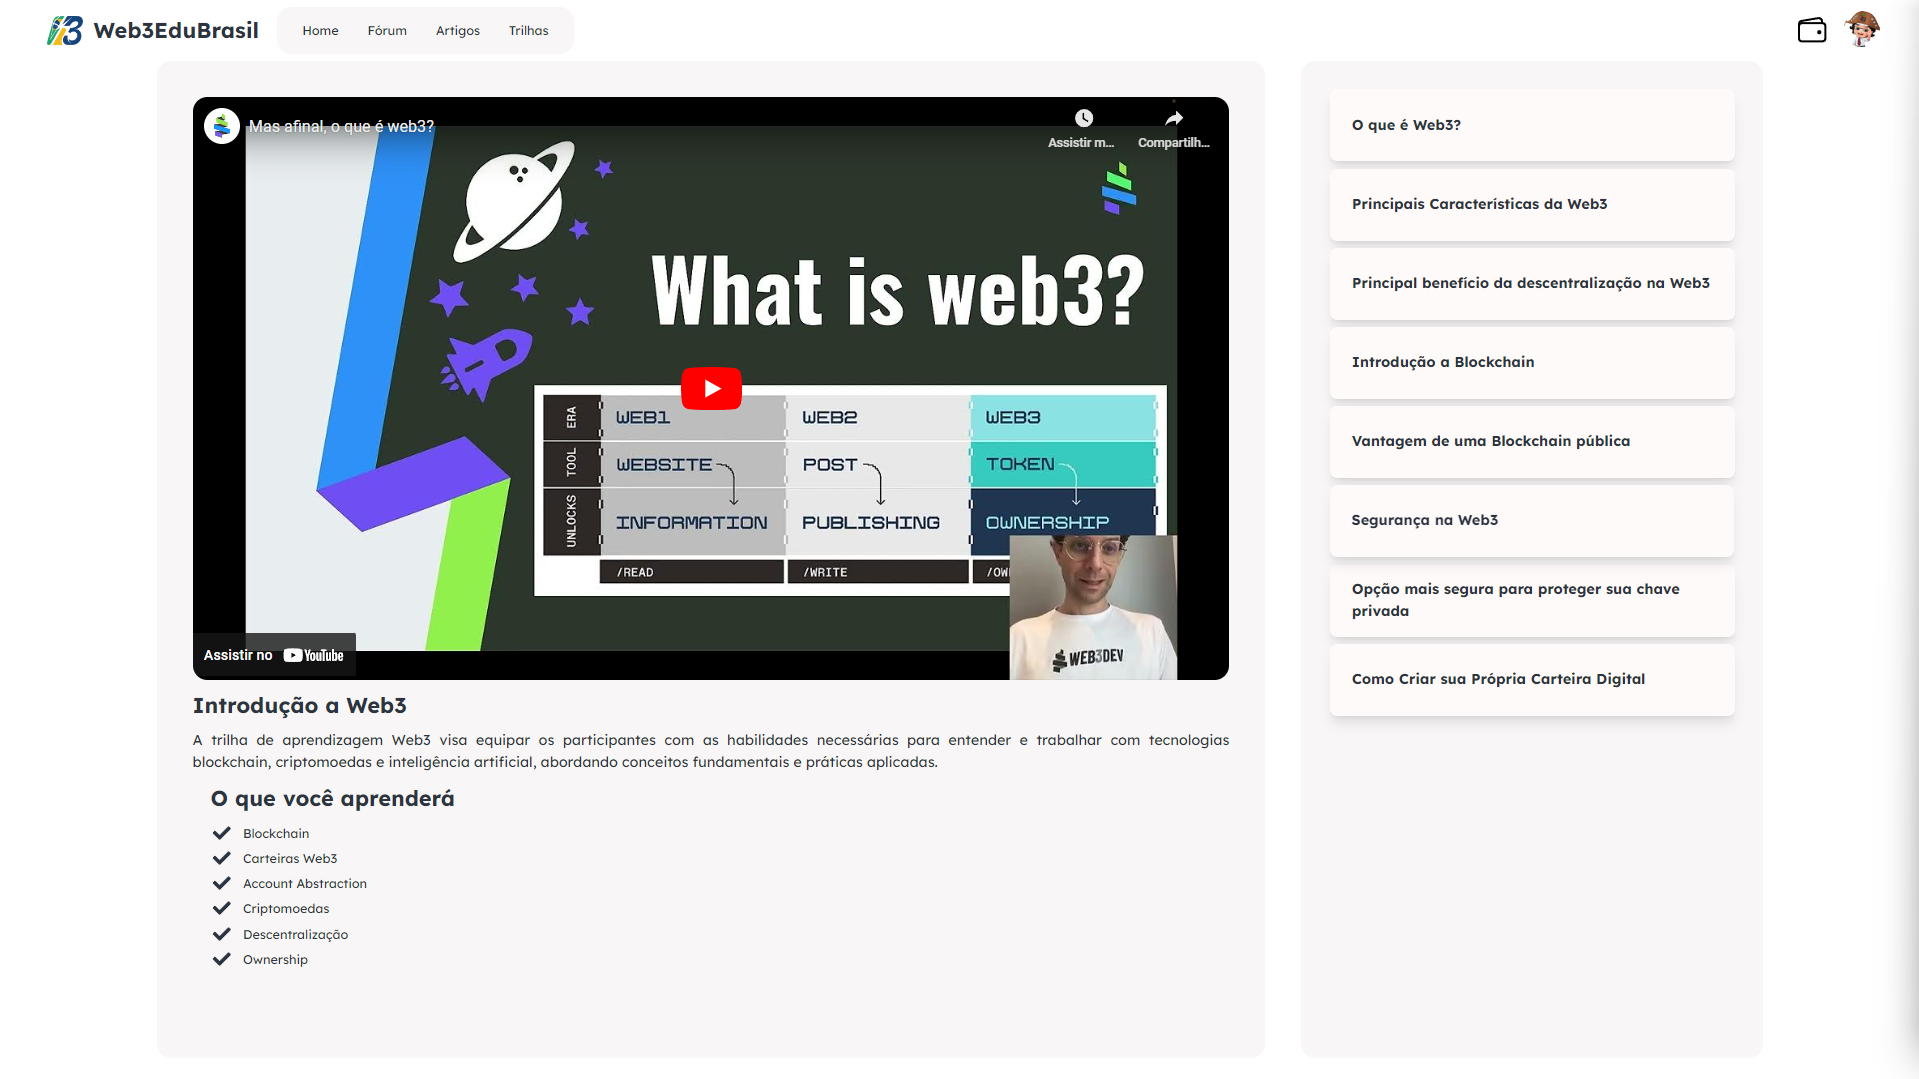 Web3EduBrasil
Home Fórum Artigos Trilhas
Mas afinal, o que é web3?
Assistir m...
Compartilh...
What is web3?
ERA WEB1 WEB2 WEB3
TOOL WEBSITE POST TOKEN
UNLOCKS INFORMATION PUBLISHING OWNERSHIP
/READ /WRITE /OW
WEB3DEV
Assistir no YouTube
Introdução a Web3
A trilha de aprendizagem Web3 visa equipar os participantes com as habilidades necessárias para entender e trabalhar com tecnologias
blockchain, criptomoedas e inteligência artificial, abordando conceitos fundamentais e práticas aplicadas.
O que você aprenderá
Blockchain
Carteiras Web3
Account Abstraction
Criptomoedas
Descentralização
Ownership
O que é Web3?
Principais Características da Web3
Principal benefício da descentralização na Web3
Introdução a Blockchain
Vantagem de uma Blockchain pública
Segurança na Web3
Opção mais segura para proteger sua chave
privada
Como Criar sua Própria Carteira Digital